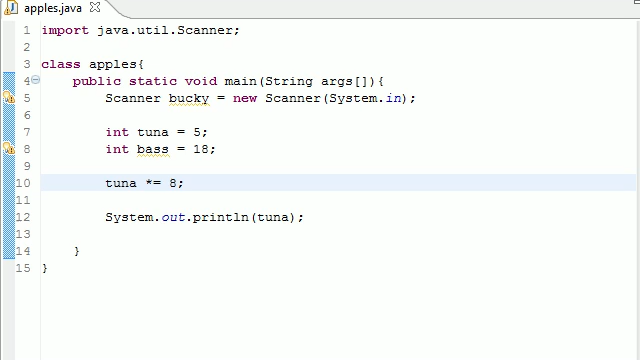 apples.java
1 import java.util.Scanner;
2
3 class apples{
4 public static void main(String args[]){
5 Scanner bucky = new Scanner(System.in);
6
7 int tuna = 5;
8 int bass = 18;
9
10 tuna *= 8;
11
12 System.out.println(tuna);
13
14 }
15 }